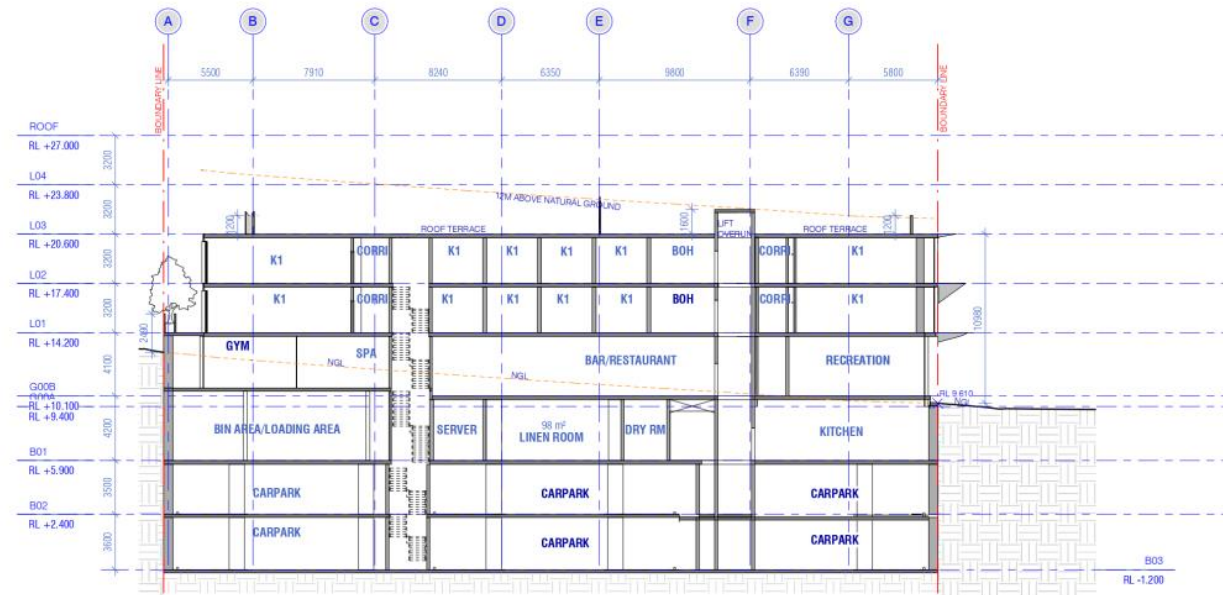 A
B
C
D
E
F
G
5500
7910
8240
6350
9800
6390
5800
BOUNDARY LINE
BOUNDARY LINE
ROOF
RL +27.000
3200
L04
RL +23.800
12M ABOVE NATURAL GROUND
3200
1200
1600
LIFT
OVERUN
1200
L03
RL +20.600
ROOF TERRACE
ROOF TERRACE
3200
K1
CORRI
K1
K1
K1
K1
BOH
CORRI.
K1
L02
RL +17.400
3200
K1
CORRI
K1
K1
K1
K1
BOH
CORRI.
K1
10980
2490
L01
RL +14.200
4100
GYM
SPA
BAR/RESTAURANT
RECREATION
NGL
NGL
G00B
G00A
RL +10.100
RL +9.400
RL 9.610
NGL
4200
BIN AREA/LOADING AREA
SERVER
98 m²
LINEN ROOM
DRY RM
KITCHEN
B01
RL +5.900
3500
CARPARK
CARPARK
CARPARK
B02
RL +2.400
3600
CARPARK
CARPARK
CARPARK
B03
RL -1.200